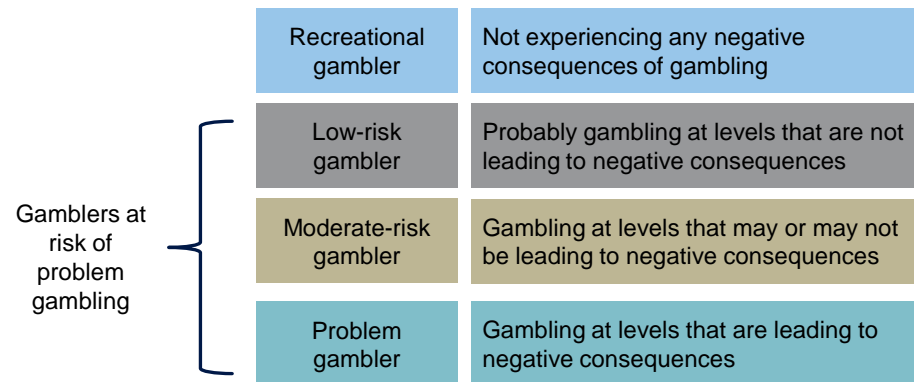 Recreational
gambler
Not experiencing any negative
consequences of gambling
Gamblers at
risk of
problem
gambling
Low-risk
gambler
Probably gambling at levels that are not
leading to negative consequences
Moderate-risk
gambler
Gambling at levels that may or may not
be leading to negative consequences
Problem
gambler
Gambling at levels that are leading to
negative consequences